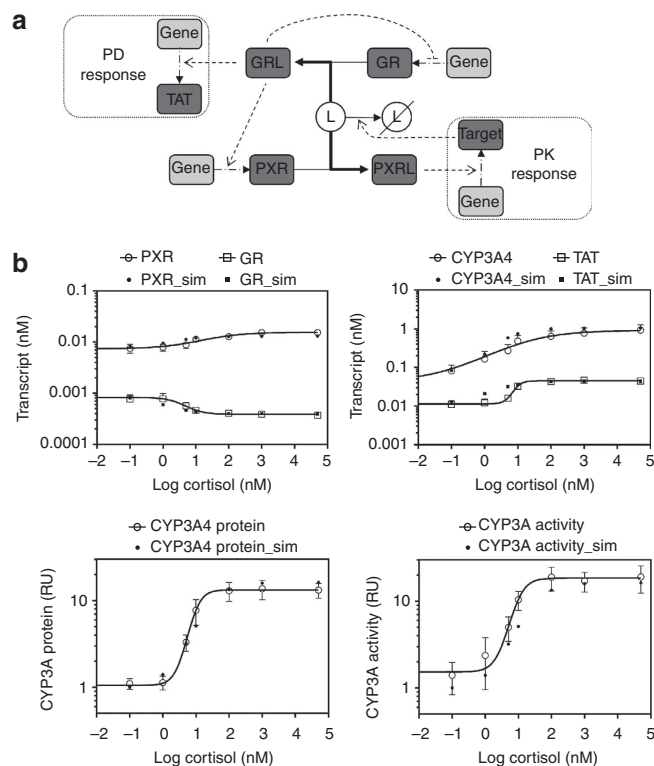 a
PD
response
Gene
TAT
GRL
GR
Gene
L
L
Gene
PXR
PXRL
Target
Gene
PK
response
b
PXR
GR
PXR_sim
GR_sim
Transcript (nM)
0.1
0.01
0.001
0.0001
−2 −1 0 1 2 3 4 5
Log cortisol (nM)
CYP3A4
TAT
CYP3A4_sim
TAT_sim
Transcript (nM)
10
1
0.1
0.01
0.001
−2 −1 0 1 2 3 4 5
Log cortisol (nM)
CYP3A4 protein
CYP3A4 protein_sim
CYP3A protein (RU)
10
1
−2 −1 0 1 2 3 4 5
Log cortisol (nM)
CYP3A activity
CYP3A activity_sim
CYP3A activity (RU)
10
1
−2 −1 0 1 2 3 4 5
Log cortisol (nM)